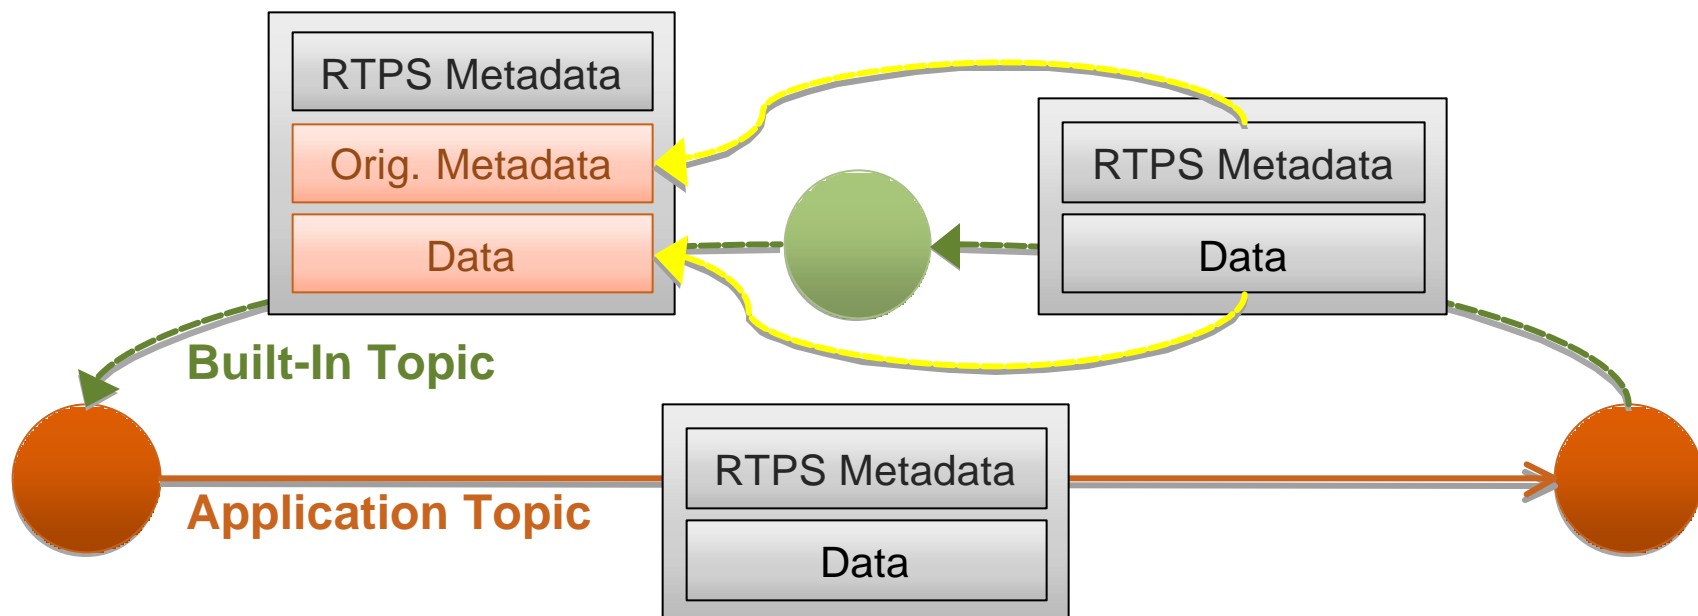 RTPS Metadata
Orig. Metadata
Data
RTPS Metadata
Data
Built-In Topic
Application Topic
RTPS Metadata
Data